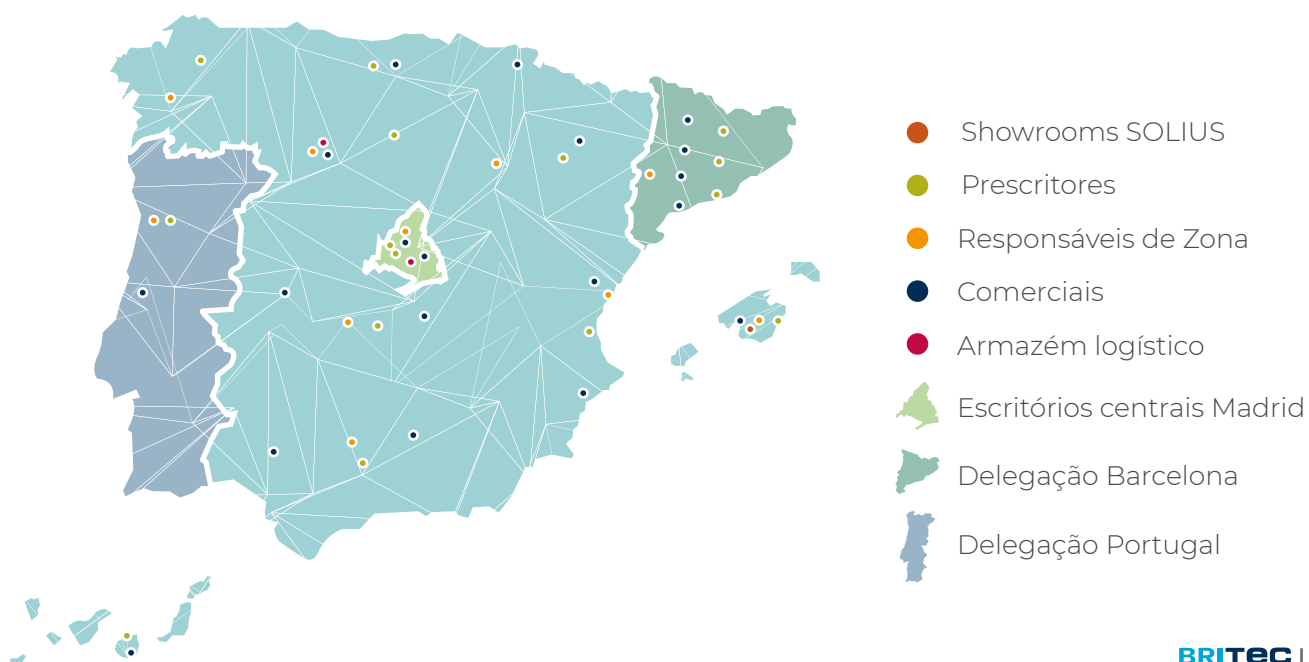 Showrooms SOLIUS
Prescritores
Responsáveis de Zona
Comerciais
Armazém logístico
Escritórios centrais Madrid
Delegação Barcelona
Delegação Portugal
BRITEC |